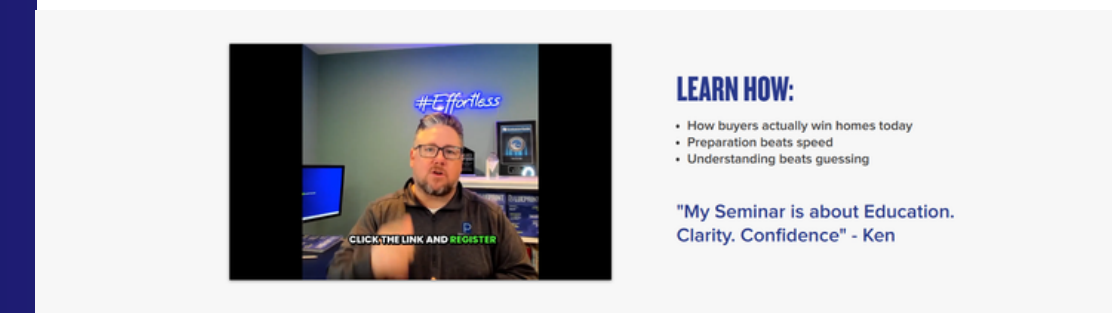 #Effortless
CLICK THE LINK AND REGISTER
LEARN HOW:
• How buyers actually win homes today
• Preparation beats speed
• Understanding beats guessing
"My Seminar is about Education.
Clarity. Confidence" - Ken